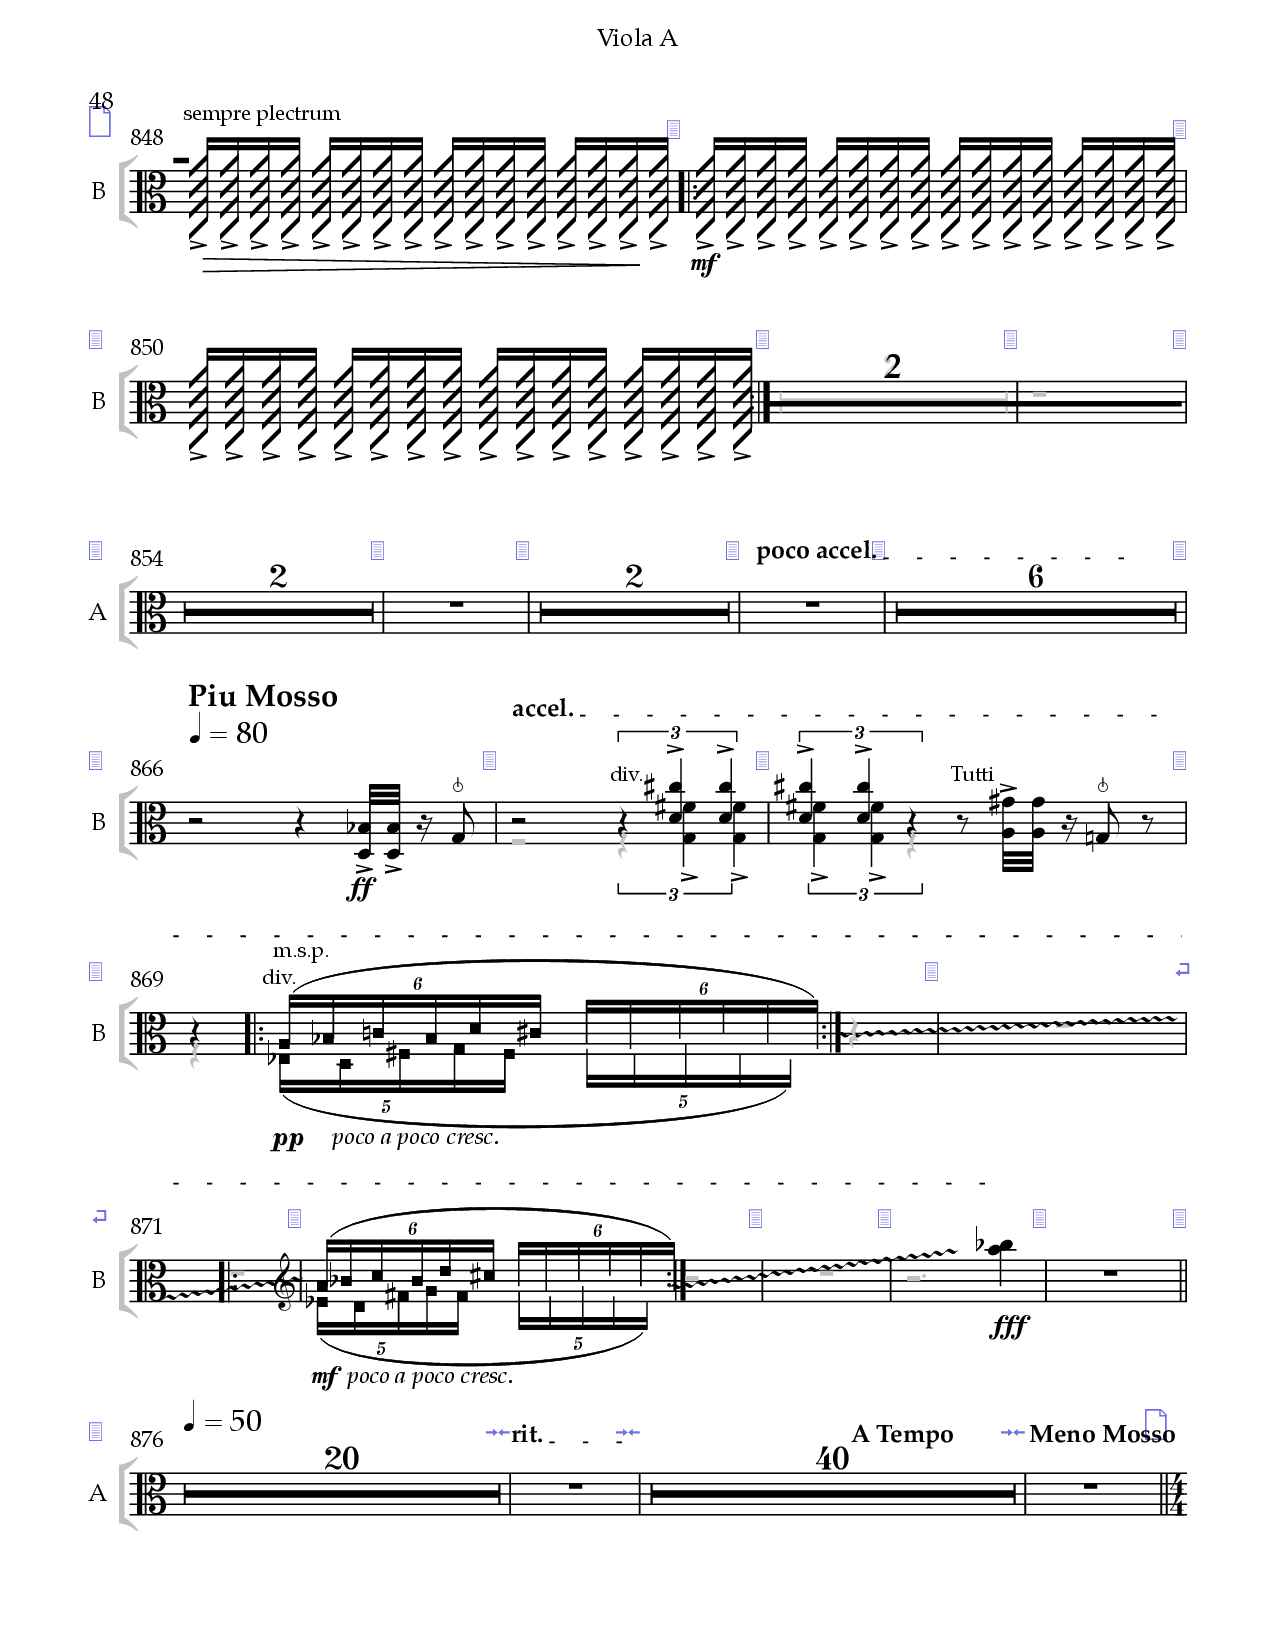 Viola A
48
sempre plectrum
848
B
mf
850
2
B
poco accel.
854
2 2 6
A
Piu Mosso
accel.
= 80
3 3
div. Tutti
866
B
ff
3 3
m.s.p.
div.
869
6 6
B
5 5
pp poco a poco cresc.
871
6 6
B
fff
5 5
mf poco a poco cresc.
= 50
rit. A Tempo Meno Mosso
876
20 40
A
4
4